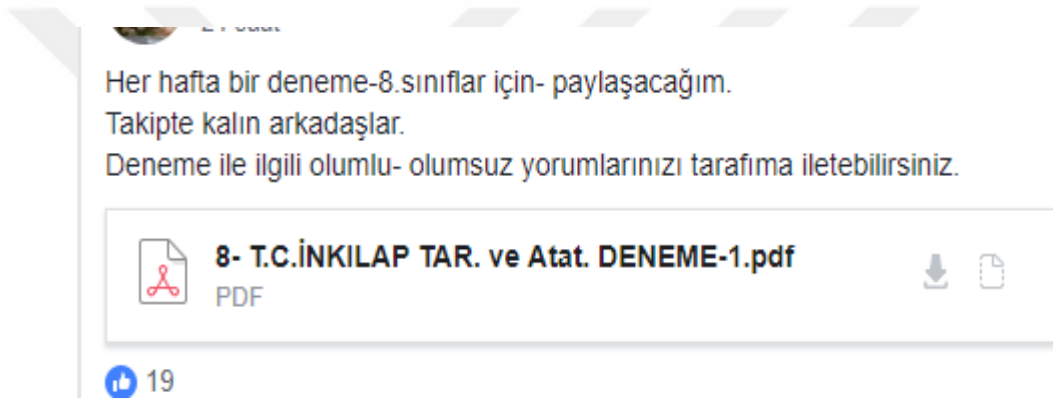 Her hafta bir deneme-8.sınıflar için- paylaşacağım.
Takipte kalın arkadaşlar.
Deneme ile ilgili olumlu- olumsuz yorumlarınızı tarafıma iletebilirsiniz.
8- T.C.İNKILAP TAR. ve Atat. DENEME-1.pdf
PDF
19